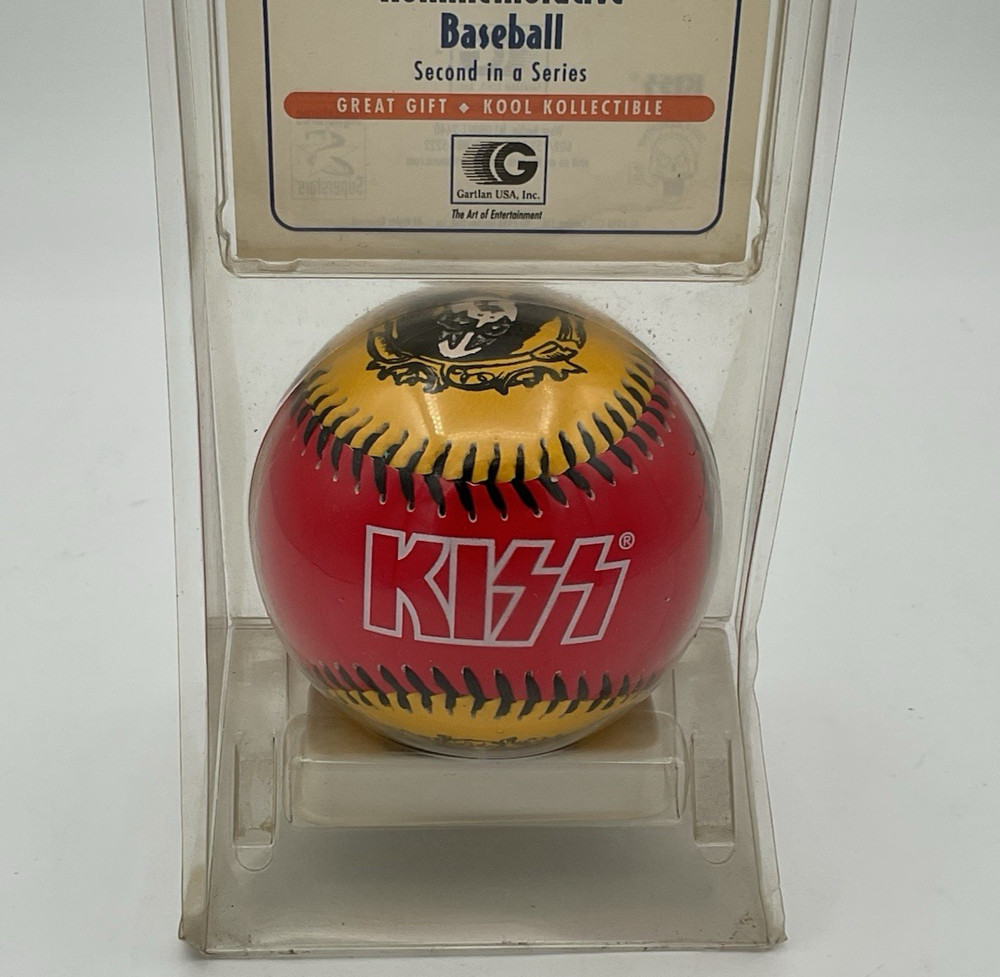 Baseball
Second in a Series
GREAT GIFT ◆ KOOL KOLLECTIBLE
G
Gartlan USA, Inc.
The Art of Entertainment
KISS®